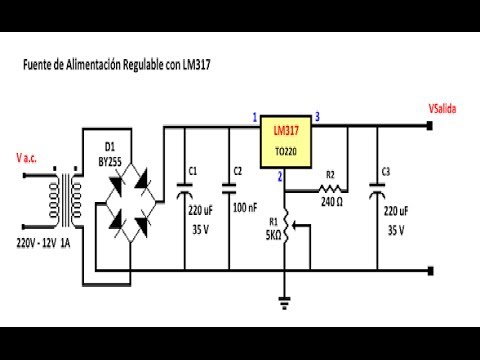 Fuente de Alimentación Regulable con LM317
VSalida
1
LM317
3
TO220
2
D1
BY255
V a.c.
C1
C2
R2
C3
220 uF
35 V
100 nF
240 Ω
R1
5KΩ
220 uF
35 V
220V - 12V 1A